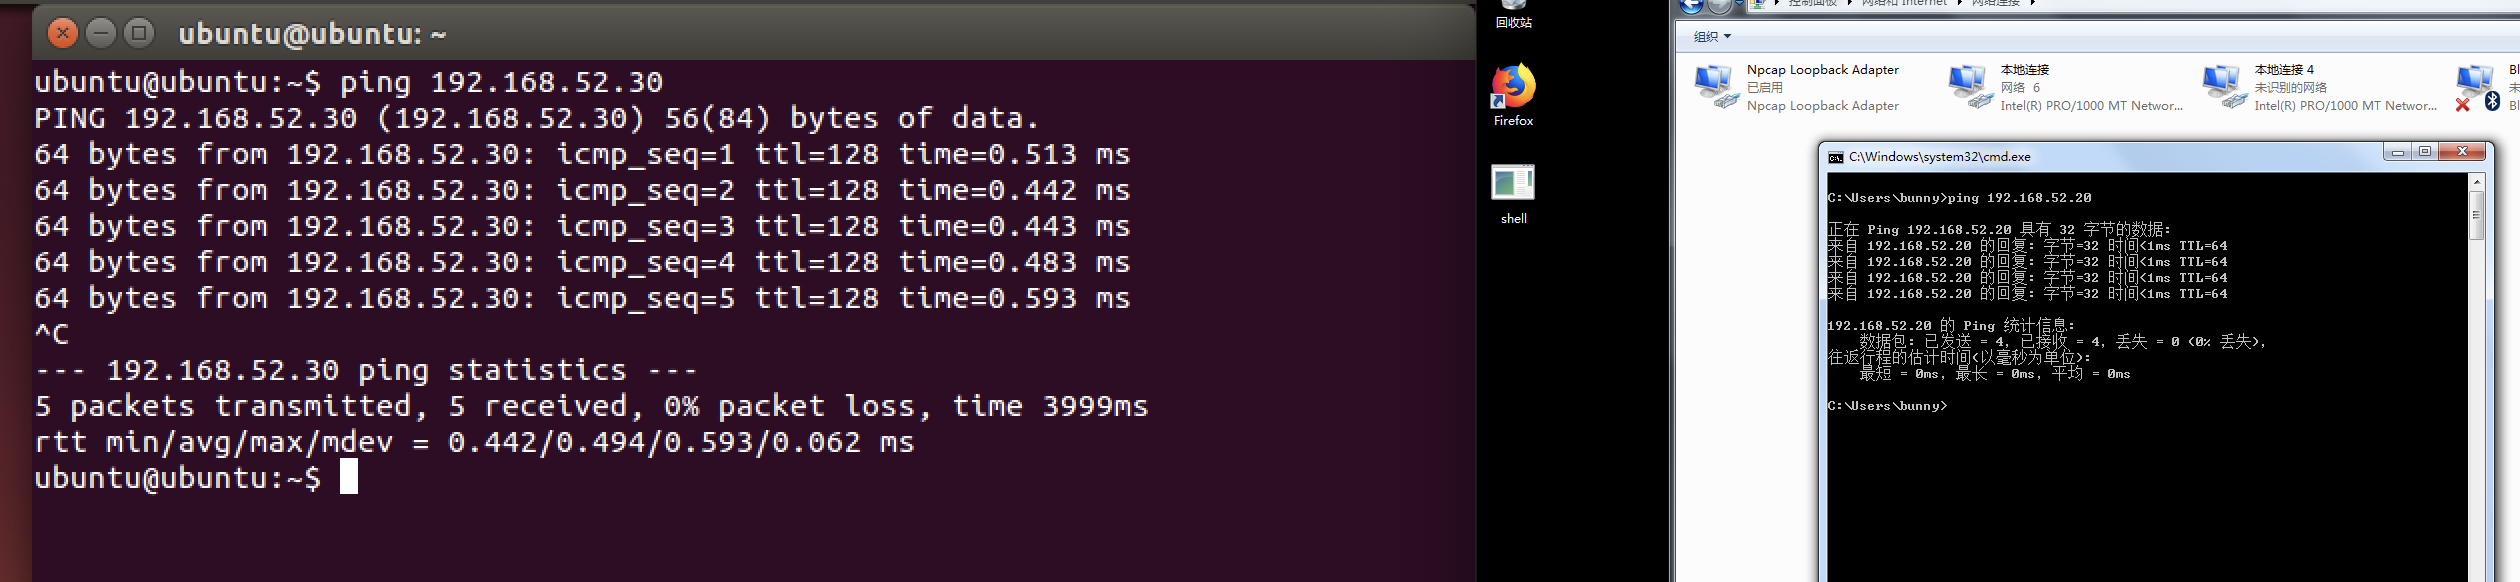 ubuntu@ubuntu: ~
ubuntu@ubuntu:~$ ping 192.168.52.30
PING 192.168.52.30 (192.168.52.30) 56(84) bytes of data.
64 bytes from 192.168.52.30: icmp_seq=1 ttl=128 time=0.513 ms
64 bytes from 192.168.52.30: icmp_seq=2 ttl=128 time=0.442 ms
64 bytes from 192.168.52.30: icmp_seq=3 ttl=128 time=0.443 ms
64 bytes from 192.168.52.30: icmp_seq=4 ttl=128 time=0.483 ms
64 bytes from 192.168.52.30: icmp_seq=5 ttl=128 time=0.593 ms
^C
--- 192.168.52.30 ping statistics ---
5 packets transmitted, 5 received, 0% packet loss, time 3999ms
rtt min/avg/max/mdev = 0.442/0.494/0.593/0.062 ms
ubuntu@ubuntu:~$
回收站
Firefox
shell
控制面板 网络和 Internet 网络连接
组织
Npcap Loopback Adapter
已启用
Npcap Loopback Adapter
本地连接
网络 6
Intel(R) PRO/1000 MT Networ...
本地连接 4
未识别的网络
Intel(R) PRO/1000 MT Networ...
C:\Windows\system32\cmd.exe
C:\Users\bunny>ping 192.168.52.20
正在 Ping 192.168.52.20 具有 32 字节的数据:
来自 192.168.52.20 的回复: 字节=32 时间<1ms TTL=64
来自 192.168.52.20 的回复: 字节=32 时间<1ms TTL=64
来自 192.168.52.20 的回复: 字节=32 时间<1ms TTL=64
来自 192.168.52.20 的回复: 字节=32 时间<1ms TTL=64
192.168.52.20 的 Ping 统计信息:
数据包: 已发送 = 4, 已接收 = 4, 丢失 = 0 (0% 丢失),
往返行程的估计时间(以毫秒为单位):
最短 = 0ms, 最长 = 0ms, 平均 = 0ms
C:\Users\bunny>